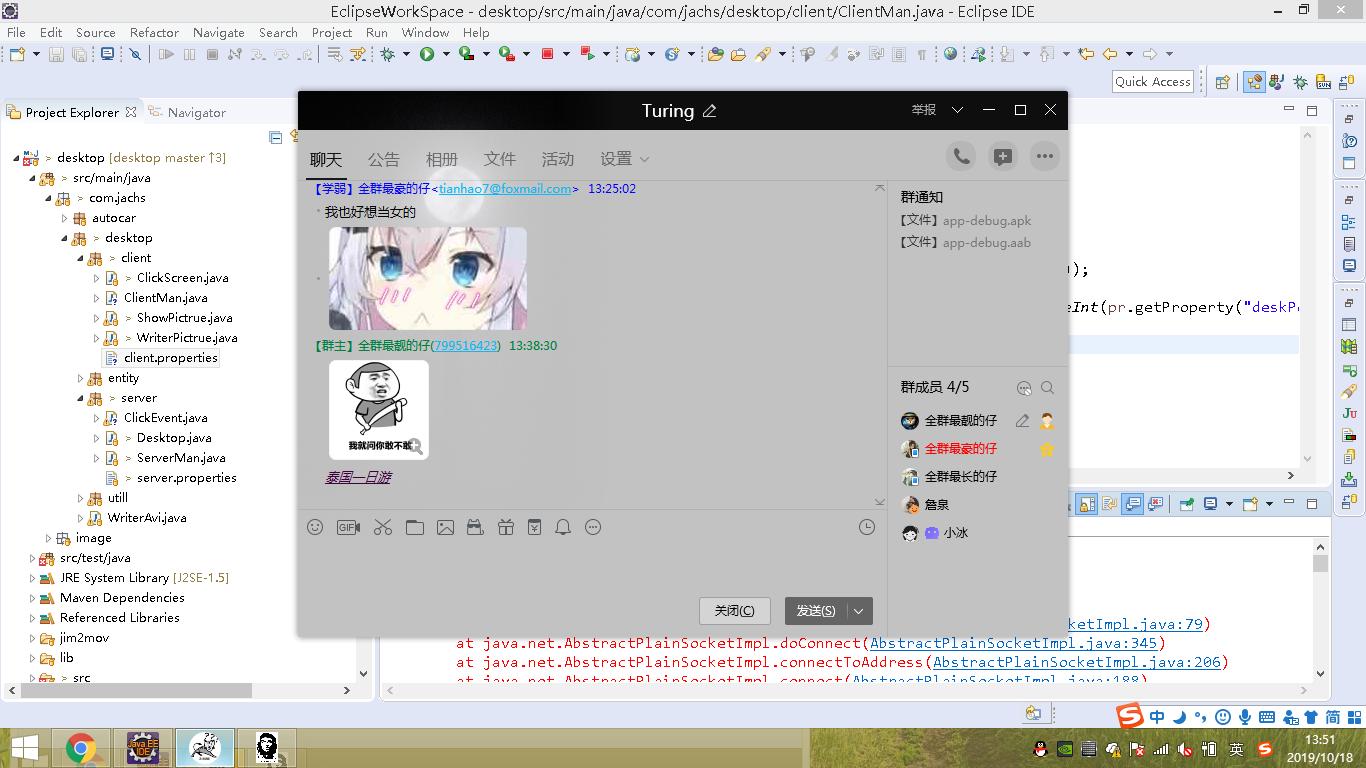 EclipseWorkSpace - desktop/src/main/java/com/jachs/desktop/client/ClientMan.java - Eclipse IDE
File Edit Source Refactor Navigate Search Project Run Window Help
Quick Access
Project Explorer Navigator
> desktop [desktop master ↑3]
> src/main/java
> com.jachs
autocar
> desktop
> client
> ClickScreen.java
ClientMan.java
> ShowPictrue.java
> WriterPictrue.java
client.properties
entity
> server
ClickEvent.java
> Desktop.java
> ServerMan.java
> server.properties
utill
WriterAvi.java
image
src/test/java
JRE System Library [J2SE-1.5]
Maven Dependencies
Referenced Libraries
jim2mov
lib
> src
Turing
举报
聊天 公告 相册 文件 活动 设置
【学弱】全群最豪的仔<tianhao7@foxmail.com> 13:25:02
我也好想当女的
【群主】全群最靓的仔(799516423) 13:38:30
我就问你敢不敢
泰国一日游
GIF
关闭(C) 发送(S)
群通知
【文件】app-debug.apk
【文件】app-debug.aab
群成员 4/5
全群最靓的仔
全群最豪的仔
全群最长的仔
詹泉
小冰
);
eInt(pr.getProperty("deskP
ketImpl.java:79)
at java.net.AbstractPlainSocketImpl.doConnect(AbstractPlainSocketImpl.java:345)
at java.net.AbstractPlainSocketImpl.connectToAddress(AbstractPlainSocketImpl.java:206)
at java.net.AbstractPlainSocketImpl.connect(AbstractPlainSocketImpl.java:188)
中 简
Java EE
IDE
英
13:51
2019/10/18